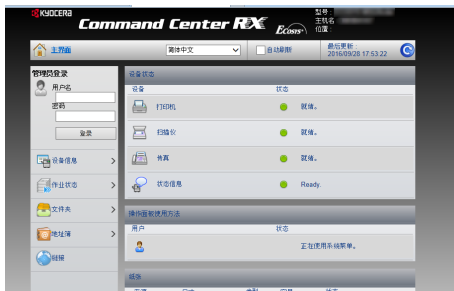 KYOCERA
Command Center RX
Ecosys
型号:
主机名
位置:
主界面
简体中文
自动刷新
最后更新:
2016/09/28 17:53:22
管理员登录
用户名
密码
登录
设备信息
作业状态
文件夹
地址簿
链接
设备状态
设备 状态
打印机 就绪。
扫描仪 就绪。
传真 就绪。
状态信息 Ready.
操作面板使用方法
用户 状态
正在使用系统菜单。
纸张